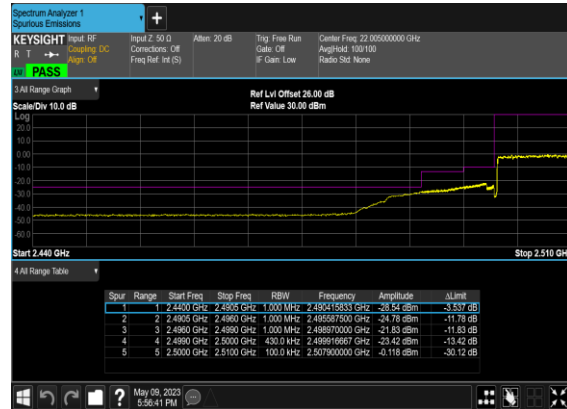 Spectrum Analyzer 1
Spurious Emissions
+
KEYSIGHT Input: RF Input Z: 50 Ω Atten: 20 dB Trig: Free Run Center Freq: 22.005000000 GHz
R T Coupling: DC Corrections: Off Gate: Off Avg|Hold: 100/100
Align: Off Freq Ref: Int (S) IF Gain: Low Radio Std: None
LXI PASS
3 All Range Graph
Ref Lvl Offset 26.00 dB
Scale/Div 10.0 dB Ref Value 30.00 dBm
Log
20.0
10.0
0.00
-10.0
-20.0
-30.0
-40.0
-50.0
-60.0
Start 2.440 GHz Stop 2.510 GH
4 All Range Table
Spur Range Start Freq Stop Freq RBW Frequency Amplitude ΔLimit
1 1 2.4400 GHz 2.4905 GHz 1.000 MHz 2.490415833 GHz -28.54 dBm -3.537 dB
2 2 2.4905 GHz 2.4960 GHz 1.000 MHz 2.495587500 GHz -24.78 dBm -11.78 dB
3 3 2.4960 GHz 2.4990 GHz 1.000 MHz 2.498970000 GHz -21.83 dBm -11.83 dB
4 4 2.4990 GHz 2.5000 GHz 430.0 kHz 2.499916667 GHz -23.42 dBm -13.42 dB
5 5 2.5000 GHz 2.5100 GHz 100.0 kHz 2.507900000 GHz -0.118 dBm -30.12 dB
? May 09, 2023
5:56:41 PM